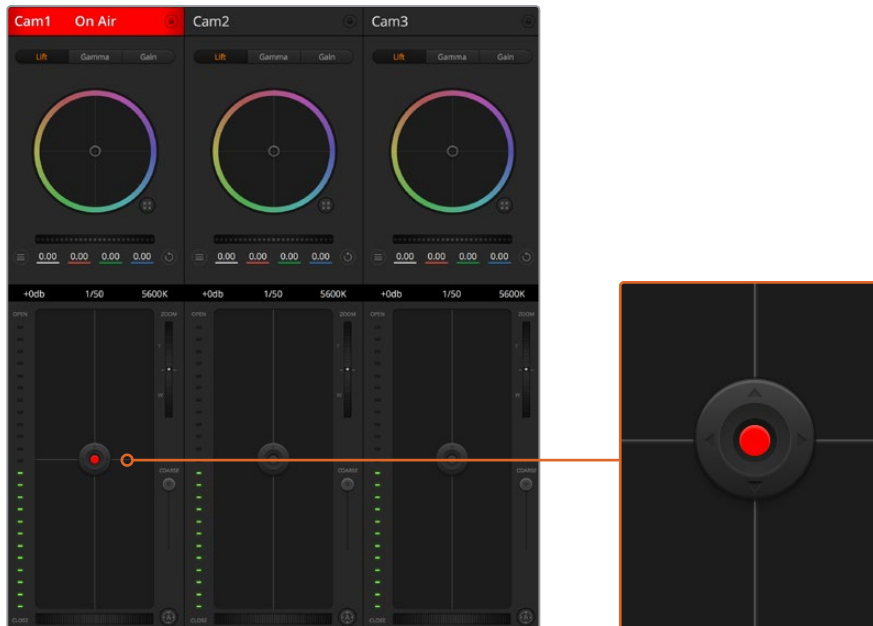 Cam1 On Air Cam2 Cam3
Lift Gamma Gain Lift Gamma Gain Lift Gamma Gain
0.00 0.00 0.00 0.00 0.00 0.00 0.00 0.00 0.00 0.00 0.00 0.00
+0db 1/50 5600K +0db 1/50 5600K +0db 1/50 5600K
OPEN ZOOM OPEN ZOOM OPEN ZOOM
T T T
W W W
COARSE COARSE COARSE
CLOSE CLOSE CLOSE